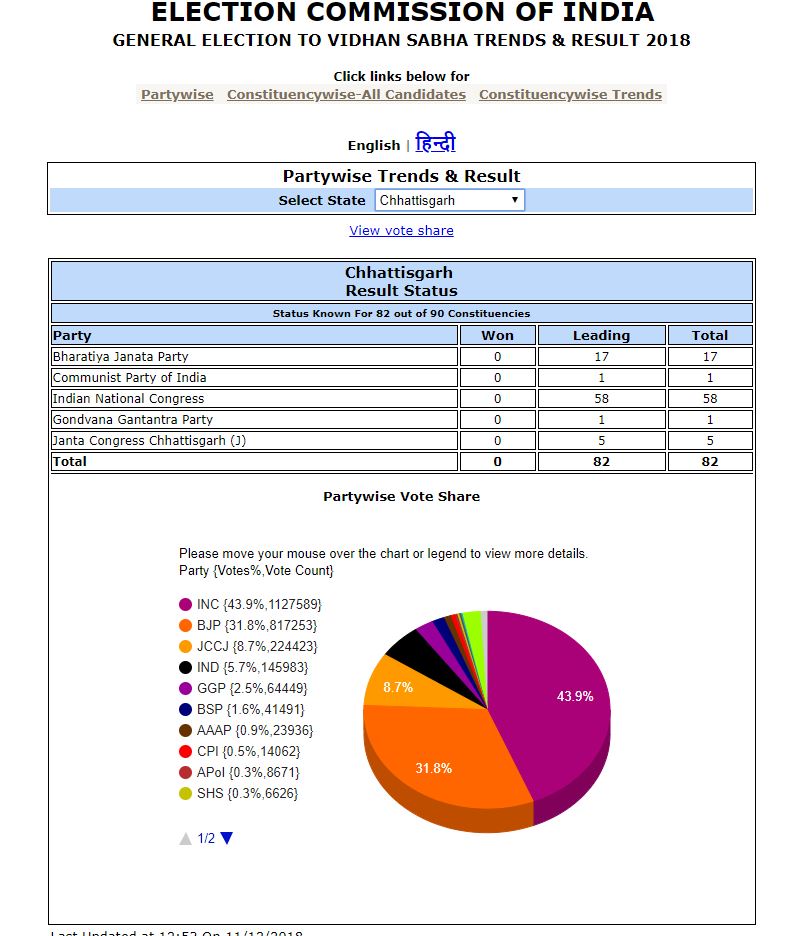 ELECTION COMMISSION OF INDIA
GENERAL ELECTION TO VIDHAN SABHA TRENDS & RESULT 2018
Click links below for
Partywise Constituencywise-All Candidates Constituencywise Trends
English | हिन्दी
Partywise Trends & Result
Select State Chhattisgarh
View vote share
Chhattisgarh
Result Status
Status Known For 82 out of 90 Constituencies
Party Won Leading Total
Bharatiya Janata Party 0 17 17
Communist Party of India 0 1 1
Indian National Congress 0 58 58
Gondvana Gantantra Party 0 1 1
Janta Congress Chhattisgarh (J) 0 5 5
Total 0 82 82
Partywise Vote Share
Please move your mouse over the chart or legend to view more details.
Party {Votes%,Vote Count}
INC {43.9%,1127589}
BJP {31.8%,817253}
JCCJ {8.7%,224423}
IND {5.7%,145983}
GGP {2.5%,64449}
BSP {1.6%,41491}
AAAP {0.9%,23936}
CPI {0.5%,14062}
APoI {0.3%,8671}
SHS {0.3%,6626}
1/2
8.7%
43.9%
31.8%
Last Updated at 12:53 On 11/12/2018